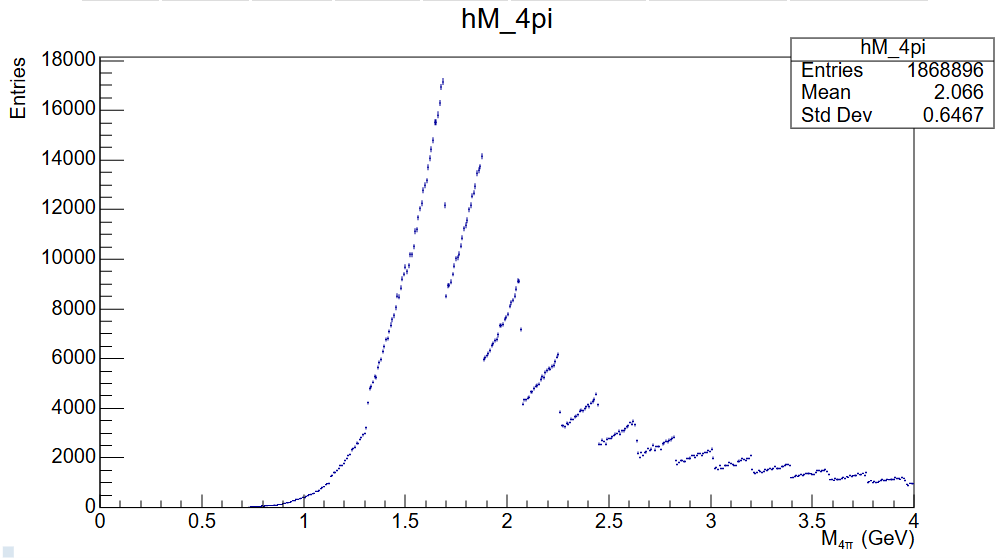 hM_4pi
hM_4pi
Entries 1868896
Mean 2.066
Std Dev 0.6467
Entries
18000
16000
14000
12000
10000
8000
6000
4000
2000
0
0 0.5 1 1.5 2 2.5 3 3.5 4
M4π (GeV)